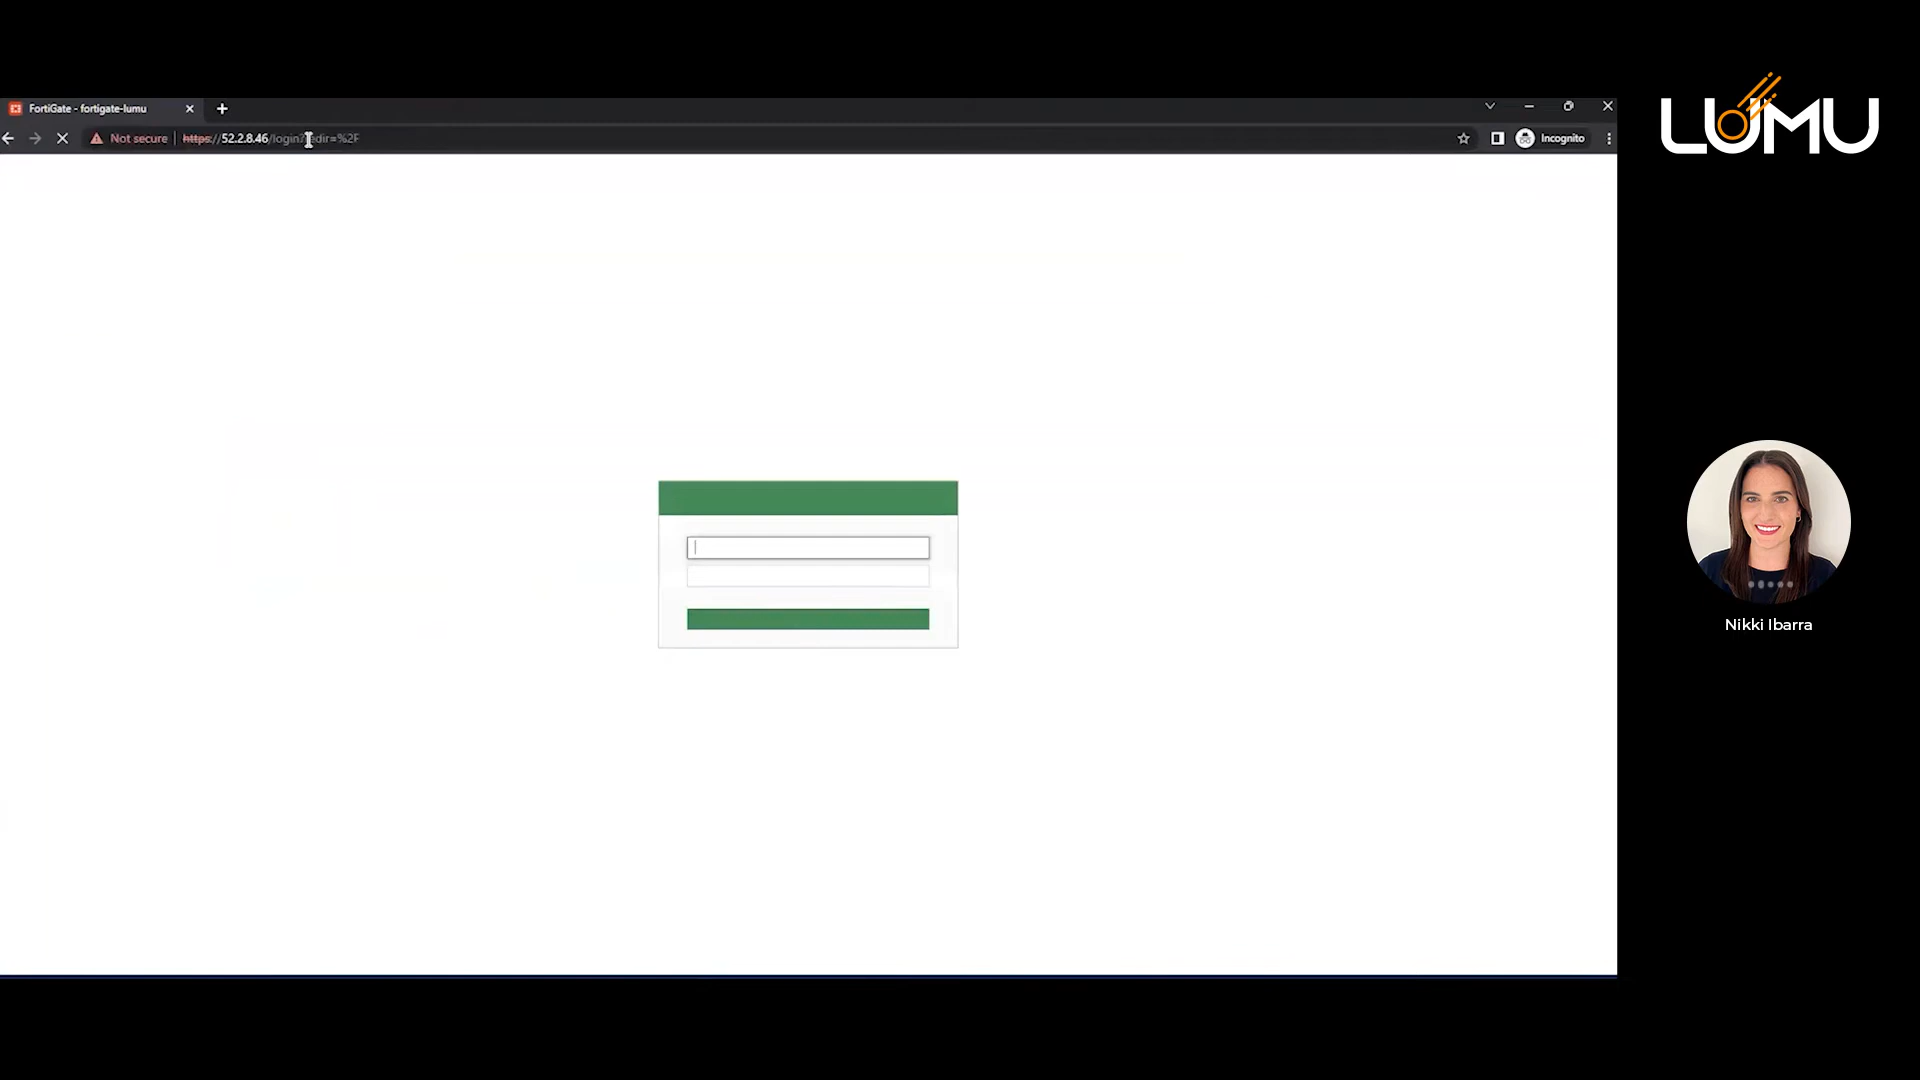 FortiGate - fortigate-lumu
Not secure
https://52.2.8.46/login?redir=%2F
Incognito
LUMU
Nikki Ibarra